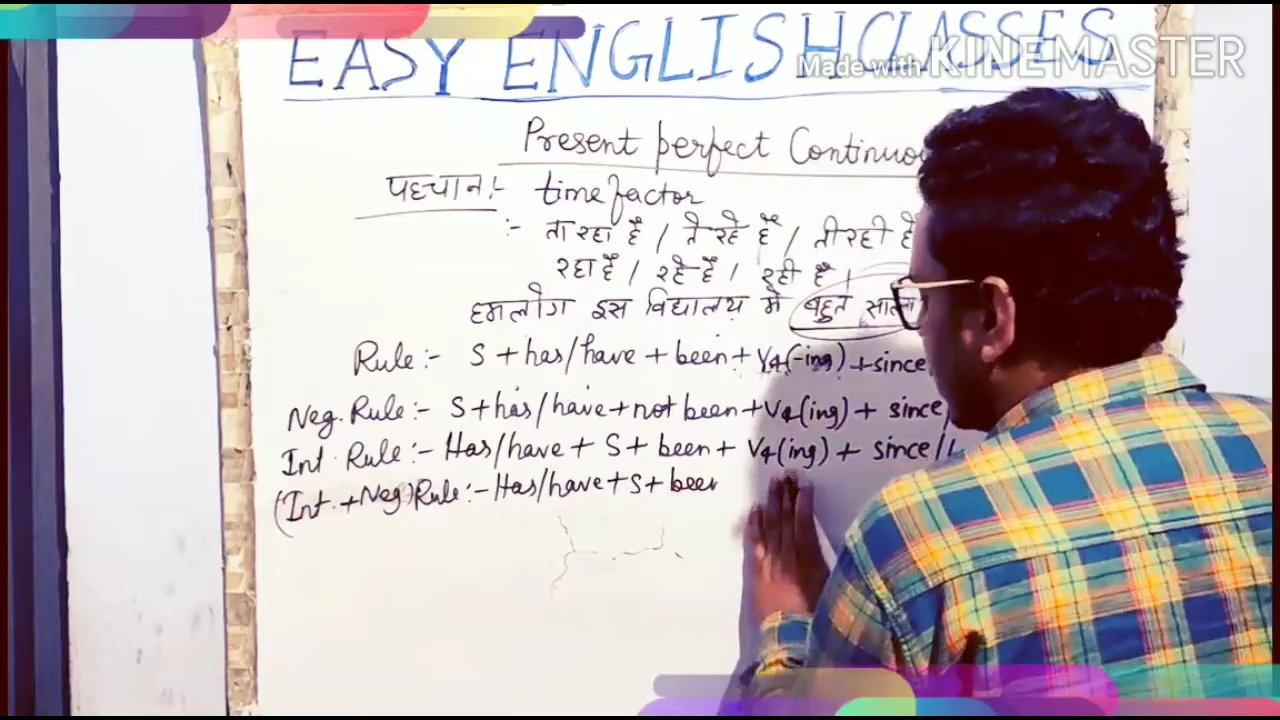 EASY ENGLISH CLASSES
Made with KINEMASTER
Present perfect Continuo
पहचान :- time factor
:- ता रहा है / ते रहे हैं / ती रही है
रहा है / रहे हैं / रही है ।
हमलोग इस विद्यालय में बहुत
Rule :- S + has/have + been + V4(-ing) + since
Neg. Rule :- S + has/have + not been + V4(ing) + since/
Int. Rule :- Has/have + S + been + V4(ing) + since/
(Int. + Neg) Rule :- Has/have + S + been